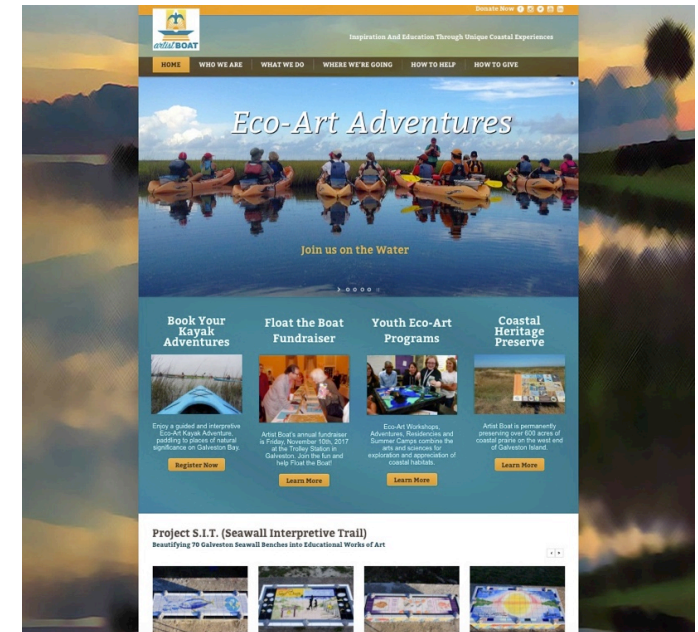 Donate Now
artist BOAT
Inspiration And Education Through Unique Coastal Experiences
HOME WHO WE ARE WHAT WE DO WHERE WE'RE GOING HOW TO HELP HOW TO GIVE
Eco-Art Adventures
Join us on the Water
Book Your
Kayak
Adventures
Enjoy a guided and interpretive
Eco-Art Kayak Adventure,
paddling to places of natural
significance on Galveston Bay.
Register Now
Float the Boat
Fundraiser
Artist Boat's annual fundraiser
is Friday, November 10th, 2017
at the Trolley Station in
Galveston. Join the fun and
help Float the Boat!
Learn More
Youth Eco-Art
Programs
Eco-Art Workshops,
Adventures, Residencies and
Summer Camps combine the
arts and sciences for
exploration and appreciation of
coastal habitats.
Learn More
Coastal
Heritage
Preserve
Artist Boat is permanently
preserving over 600 acres of
coastal prairie on the west end
of Galveston Island.
Learn More
Project S.I.T. (Seawall Interpretive Trail)
Beautifying 70 Galveston Seawall Benches into Educational Works of Art